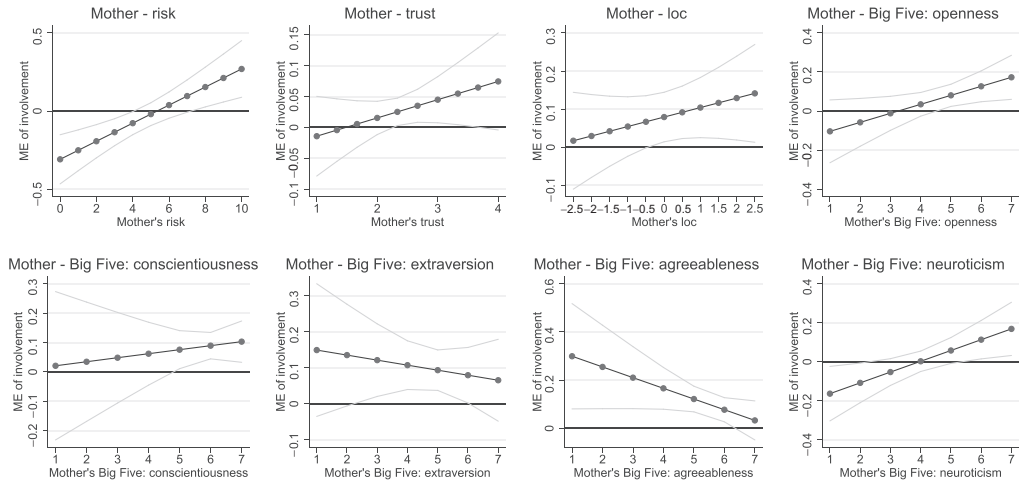 Mother - risk
ME of involvement
−0.5 0 0.5
0 2 4 6 8 10
Mother's risk
Mother - trust
ME of involvement
−0.1 −0.05 0 0.05 0.1 0.15
1 2 3 4
Mother's trust
Mother - loc
ME of involvement
−0.1 0 0.1 0.2 0.3
−2.5 −2 −1.5 −1 −0.5 0 0.5 1 1.5 2 2.5
Mother's loc
Mother - Big Five: openness
ME of involvement
−0.4 −0.2 0 0.2 0.4
1 2 3 4 5 6 7
Mother's Big Five: openness
Mother - Big Five: conscientiousness
ME of involvement
−0.2 −0.1 0 0.1 0.2 0.3
1 2 3 4 5 6 7
Mother's Big Five: conscientiousness
Mother - Big Five: extraversion
ME of involvement
−0.1 0 0.1 0.2 0.3
1 2 3 4 5 6 7
Mother's Big Five: extraversion
Mother - Big Five: agreeableness
ME of involvement
0 0.2 0.4 0.6
1 2 3 4 5 6 7
Mother's Big Five: agreeableness
Mother - Big Five: neuroticism
ME of involvement
−0.4 −0.2 0 0.2 0.4
1 2 3 4 5 6 7
Mother's Big Five: neuroticism